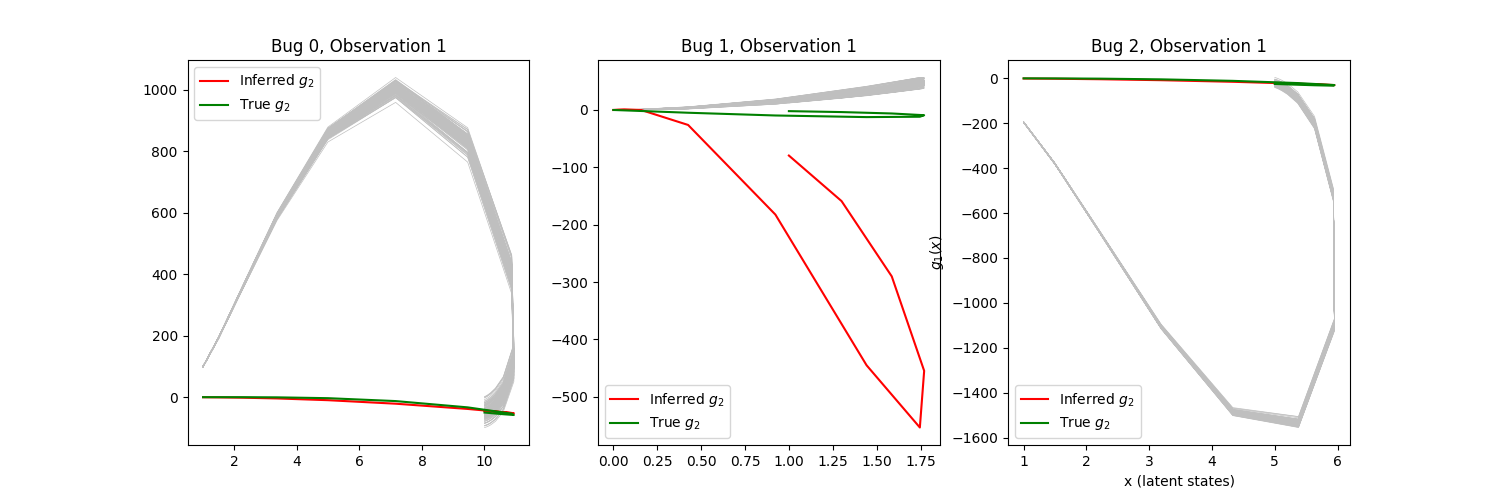 Bug 0, Observation 1
Inferred g₂
True g₂
1000
800
600
400
200
0
2 4 6 8 10
Bug 1, Observation 1
0
−100
−200
−300
−400
−500
Inferred g₂
True g₂
0.00 0.25 0.50 0.75 1.00 1.25 1.50 1.75
Bug 2, Observation 1
g₁(x)
0
−200
−400
−600
−800
−1000
−1200
−1400
−1600
Inferred g₂
True g₂
1 2 3 4 5 6
x (latent states)